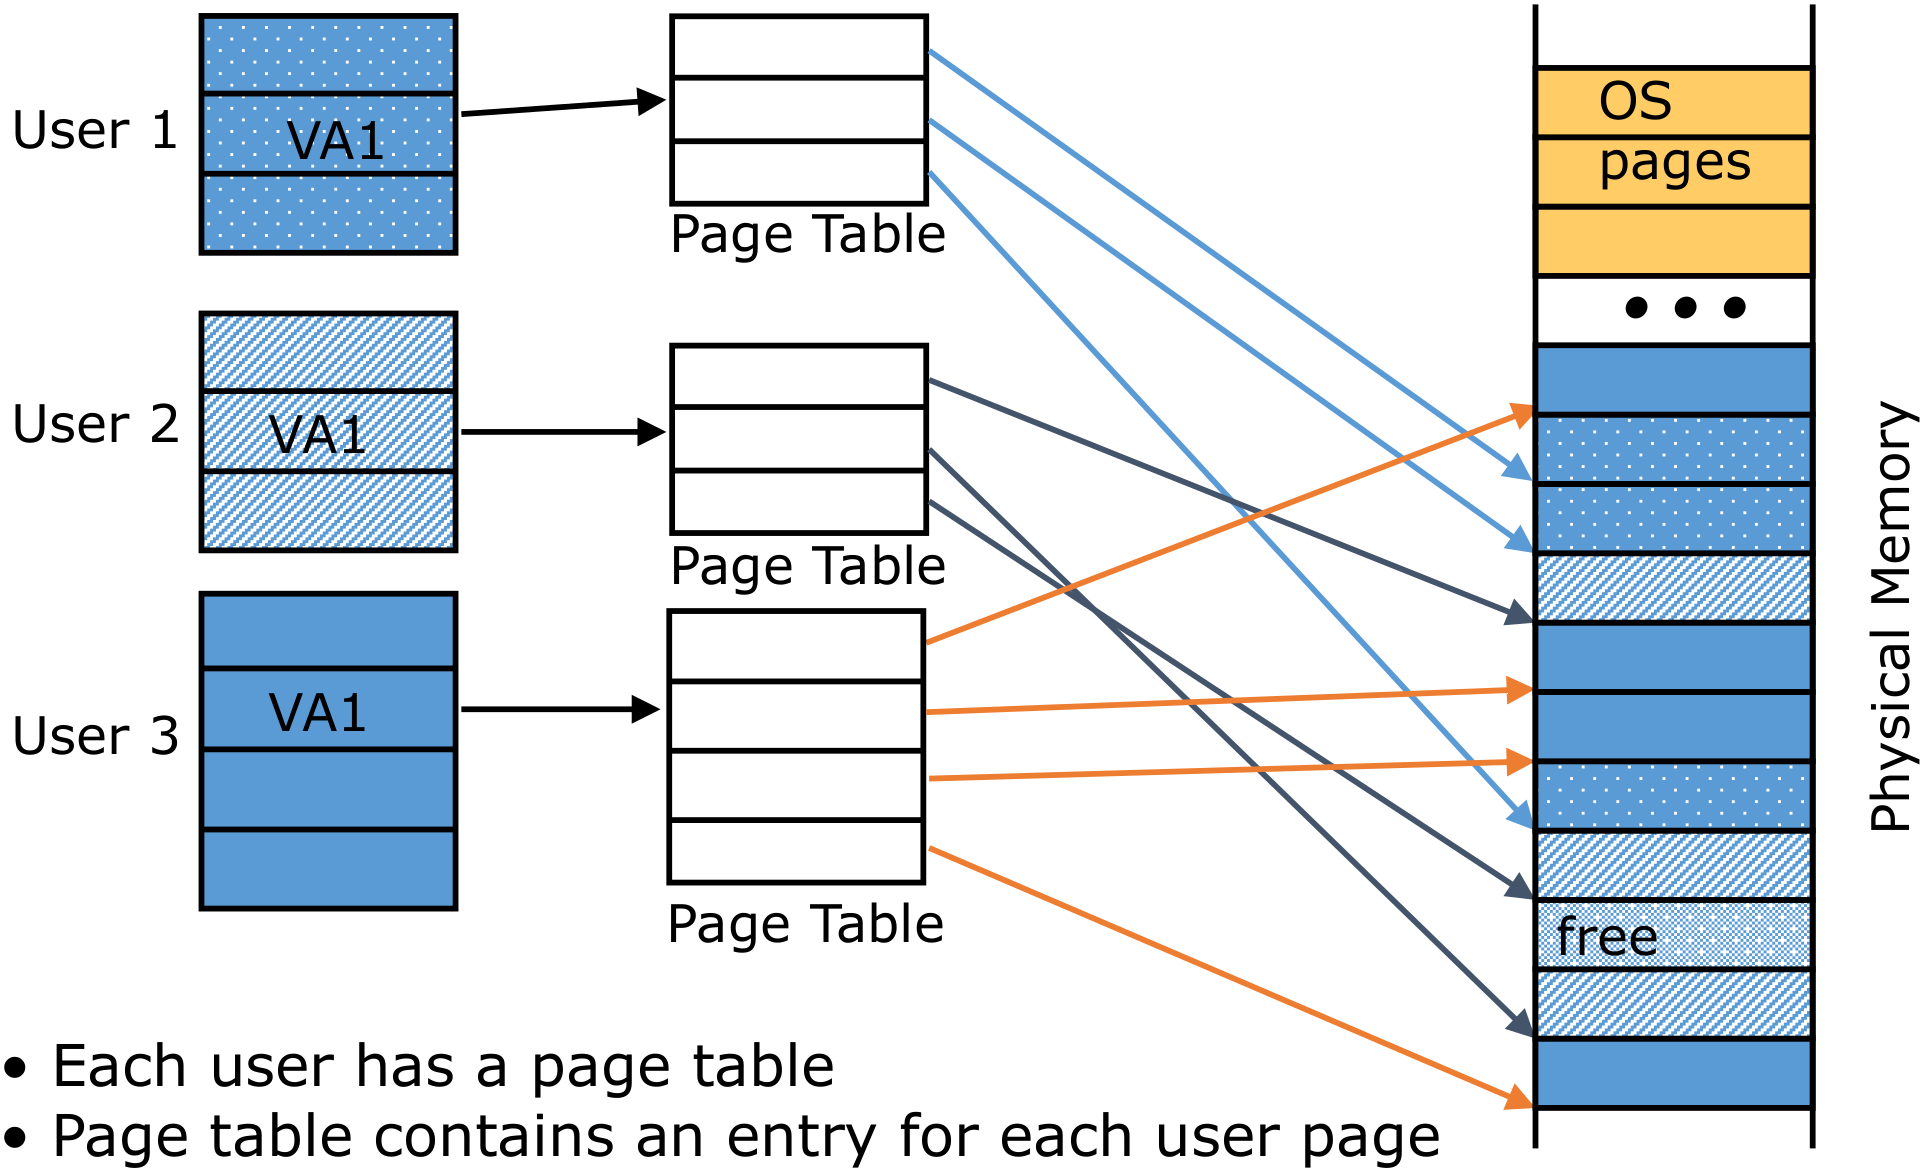 User 1
VA1
Page Table
User 2
VA1
Page Table
User 3
VA1
Page Table
OS
pages
• • •
free
Physical Memory
• Each user has a page table
• Page table contains an entry for each user page